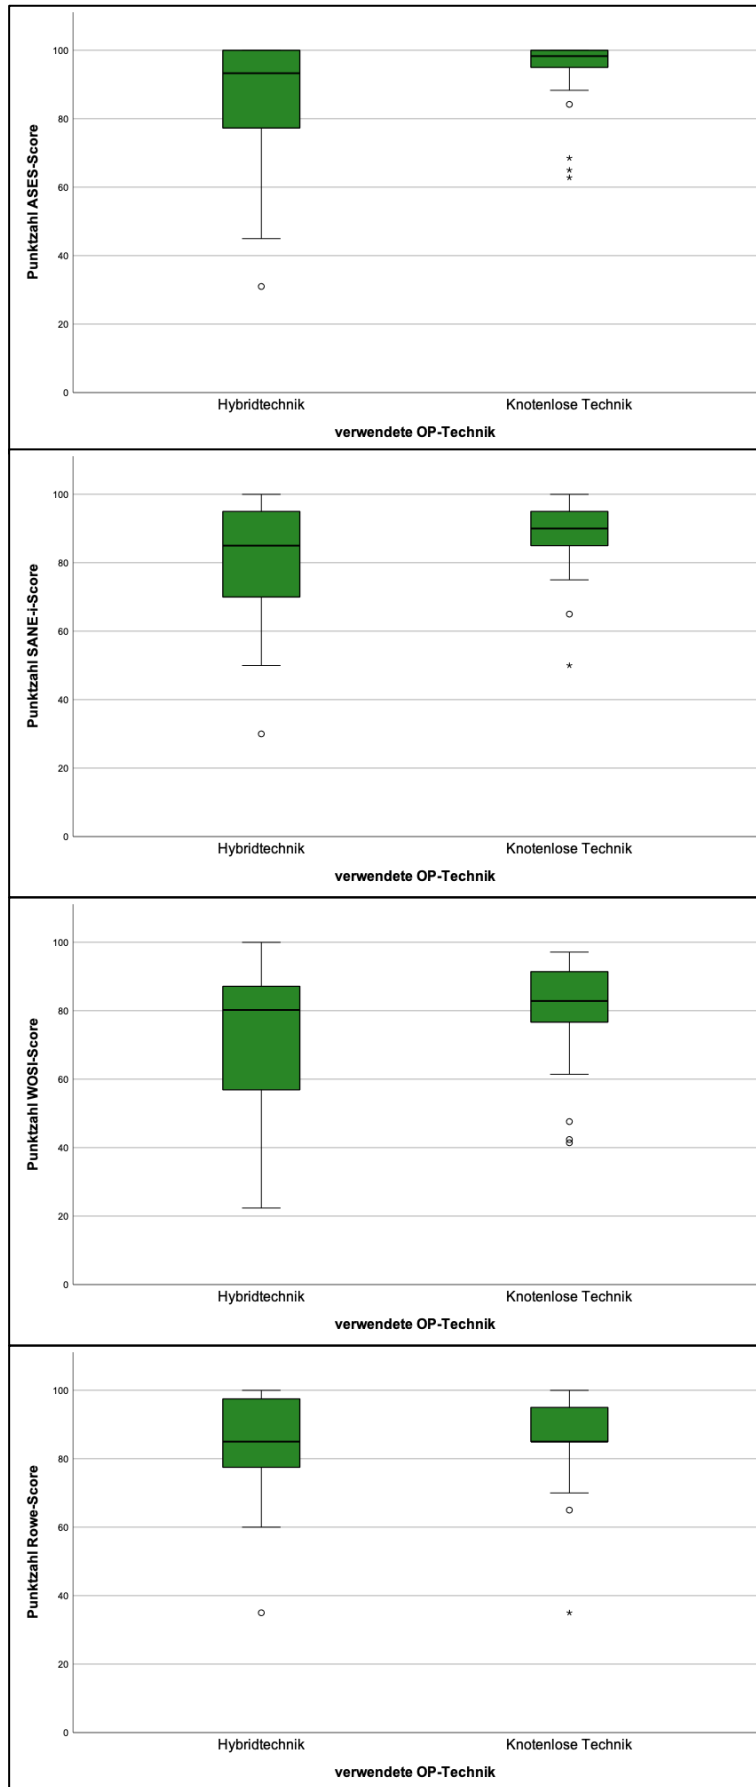 100
80
60
40
20
0
Punktzahl ASES-Score
Hybridtechnik Knotenlose Technik
verwendete OP-Technik
100
80
60
40
20
0
Punktzahl SANE-i-Score
Hybridtechnik Knotenlose Technik
verwendete OP-Technik
100
80
60
40
20
0
Punktzahl WOSI-Score
Hybridtechnik Knotenlose Technik
verwendete OP-Technik
100
80
60
40
20
0
Punktzahl Rowe-Score
Hybridtechnik Knotenlose Technik
verwendete OP-Technik